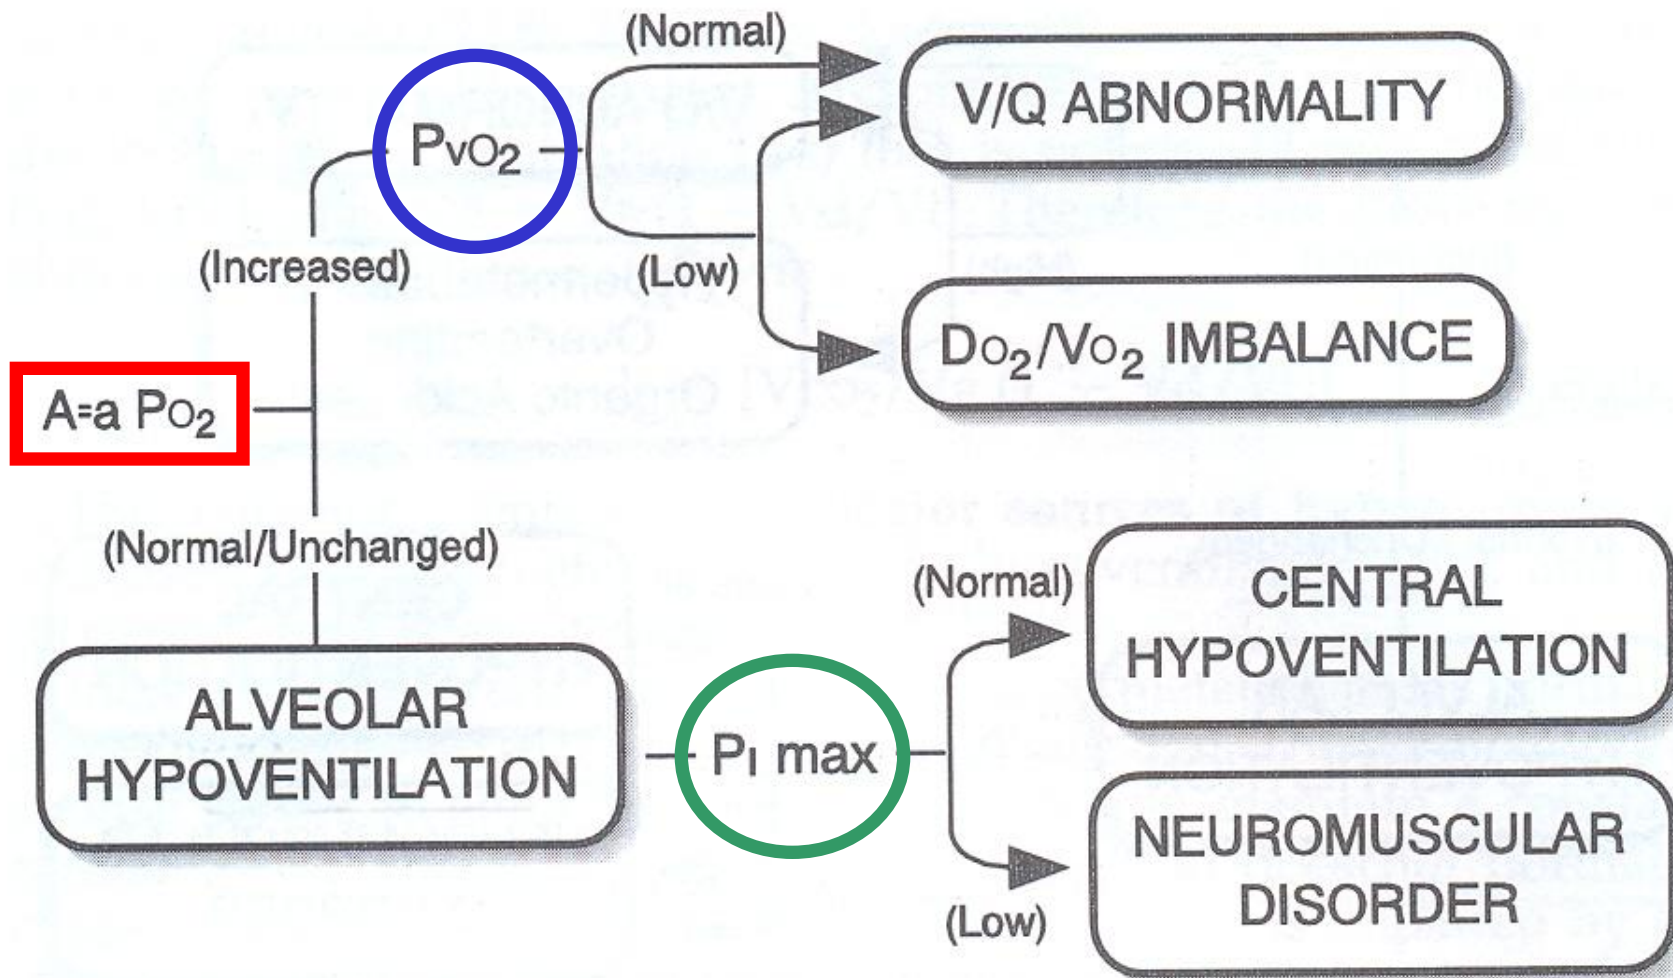 (Normal)
V/Q ABNORMALITY
PvO2
(Increased)
(Low)
DO2/VO2 IMBALANCE
A=a PO2
(Normal/Unchanged)
(Normal)
CENTRAL
HYPOVENTILATION
ALVEOLAR
HYPOVENTILATION
PI max
NEUROMUSCULAR
DISORDER
(Low)